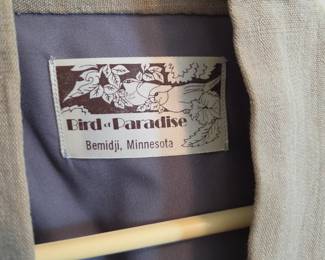 Bird of Paradise
Bemidji, Minnesota